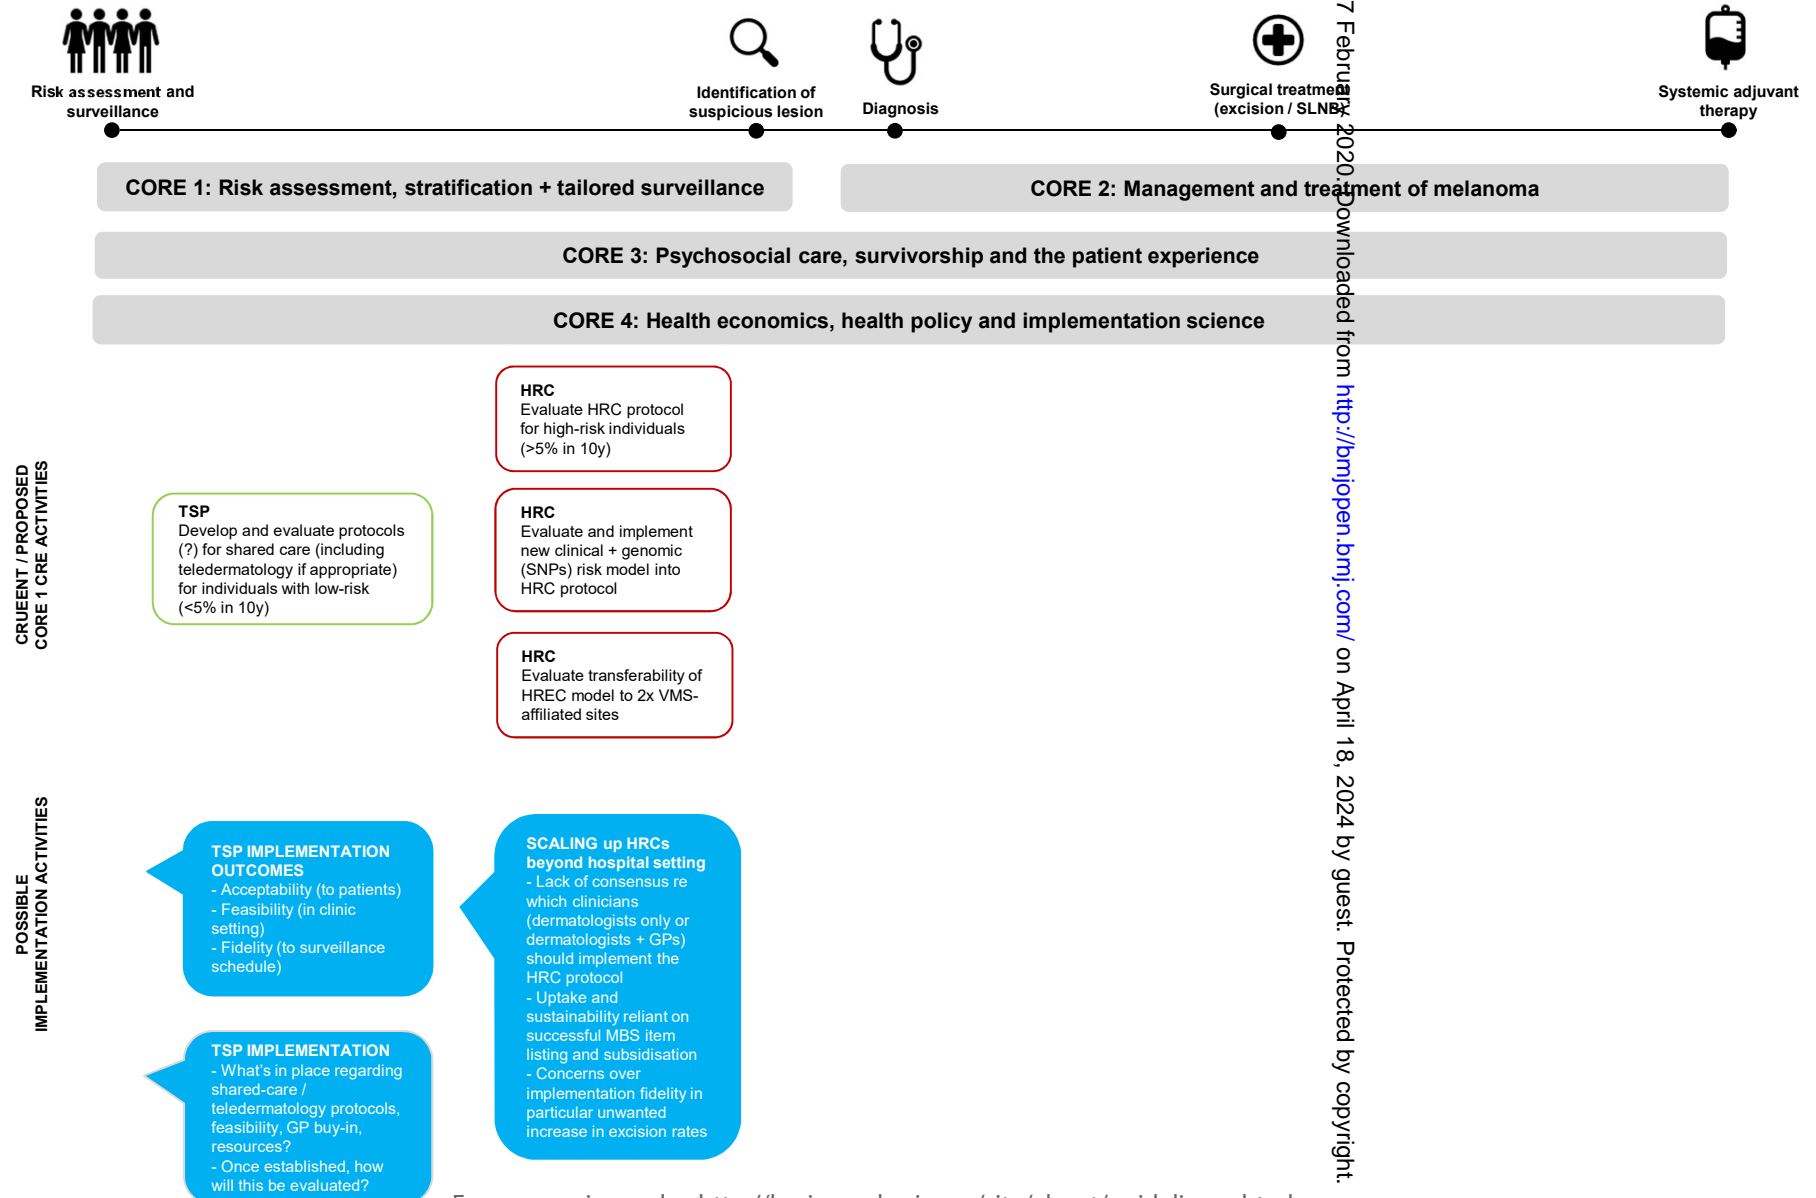 Risk assessment and
surveillance
Identification of
suspicious lesion
Diagnosis
Surgical treatment
(excision / SLNB)
Systemic adjuvant
therapy
CORE 1: Risk assessment, stratification + tailored surveillance
CORE 2: Management and treatment of melanoma
CORE 3: Psychosocial care, survivorship and the patient experience
CORE 4: Health economics, health policy and implementation science
CRUEENT / PROPOSED
CORE 1 CRE ACTIVITIES
TSP
Develop and evaluate protocols
(?) for shared care (including
teledermatology if appropriate)
for individuals with low-risk
(<5% in 10y)
HRC
Evaluate HRC protocol
for high-risk individuals
(>5% in 10y)
HRC
Evaluate and implement
new clinical + genomic
(SNPs) risk model into
HRC protocol
HRC
Evaluate transferability of
HREC model to 2x VMS-
affiliated sites
POSSIBLE
IMPLEMENTATION ACTIVITIES
TSP IMPLEMENTATION
OUTCOMES
- Acceptability (to patients)
- Feasibility (in clinic
setting)
- Fidelity (to surveillance
schedule)
TSP IMPLEMENTATION
- What's in place regarding
shared-care /
teledermatology protocols,
feasibility, GP buy-in,
resources?
- Once established, how
will this be evaluated?
SCALING up HRCs
beyond hospital setting
- Lack of consensus re
which clinicians
(dermatologists only or
dermatologists + GPs)
should implement the
HRC protocol
- Uptake and
sustainability reliant on
successful MBS item
listing and subsidisation
- Concerns over
implementation fidelity in
particular unwanted
increase in excision rates
7 February 2020. Downloaded from http://bmjopen.bmj.com/ on April 18, 2024 by guest. Protected by copyright.